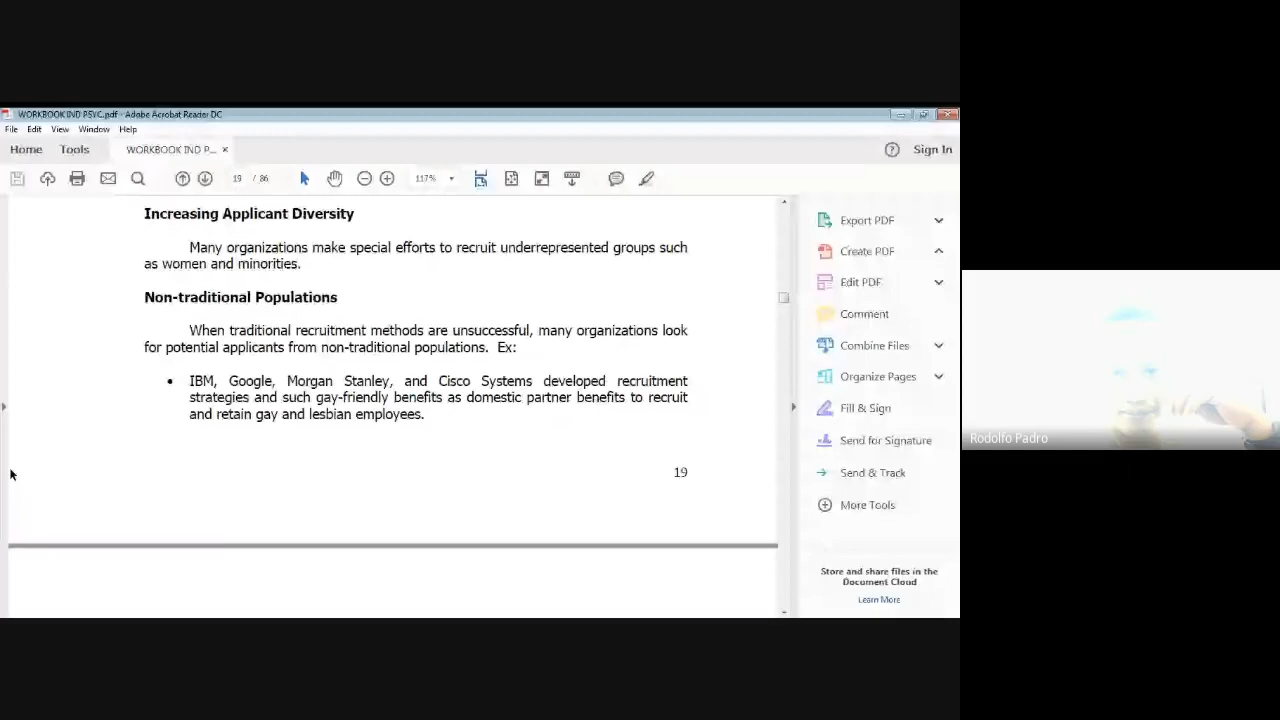 WORKBOOK IND PSYC.pdf - Adobe Acrobat Reader DC
File Edit View Window Help
Home Tools WORKBOOK IND P... × Sign In
19 / 86 117%
Increasing Applicant Diversity
Many organizations make special efforts to recruit underrepresented groups such
as women and minorities.
Non-traditional Populations
When traditional recruitment methods are unsuccessful, many organizations look
for potential applicants from non-traditional populations. Ex:
• IBM, Google, Morgan Stanley, and Cisco Systems developed recruitment
strategies and such gay-friendly benefits as domestic partner benefits to recruit
and retain gay and lesbian employees.
19
Export PDF
Create PDF
Edit PDF
Comment
Combine Files
Organize Pages
Fill & Sign
Send for Signature
Send & Track
More Tools
Store and share files in the
Document Cloud
Learn More
Rodolfo Padro